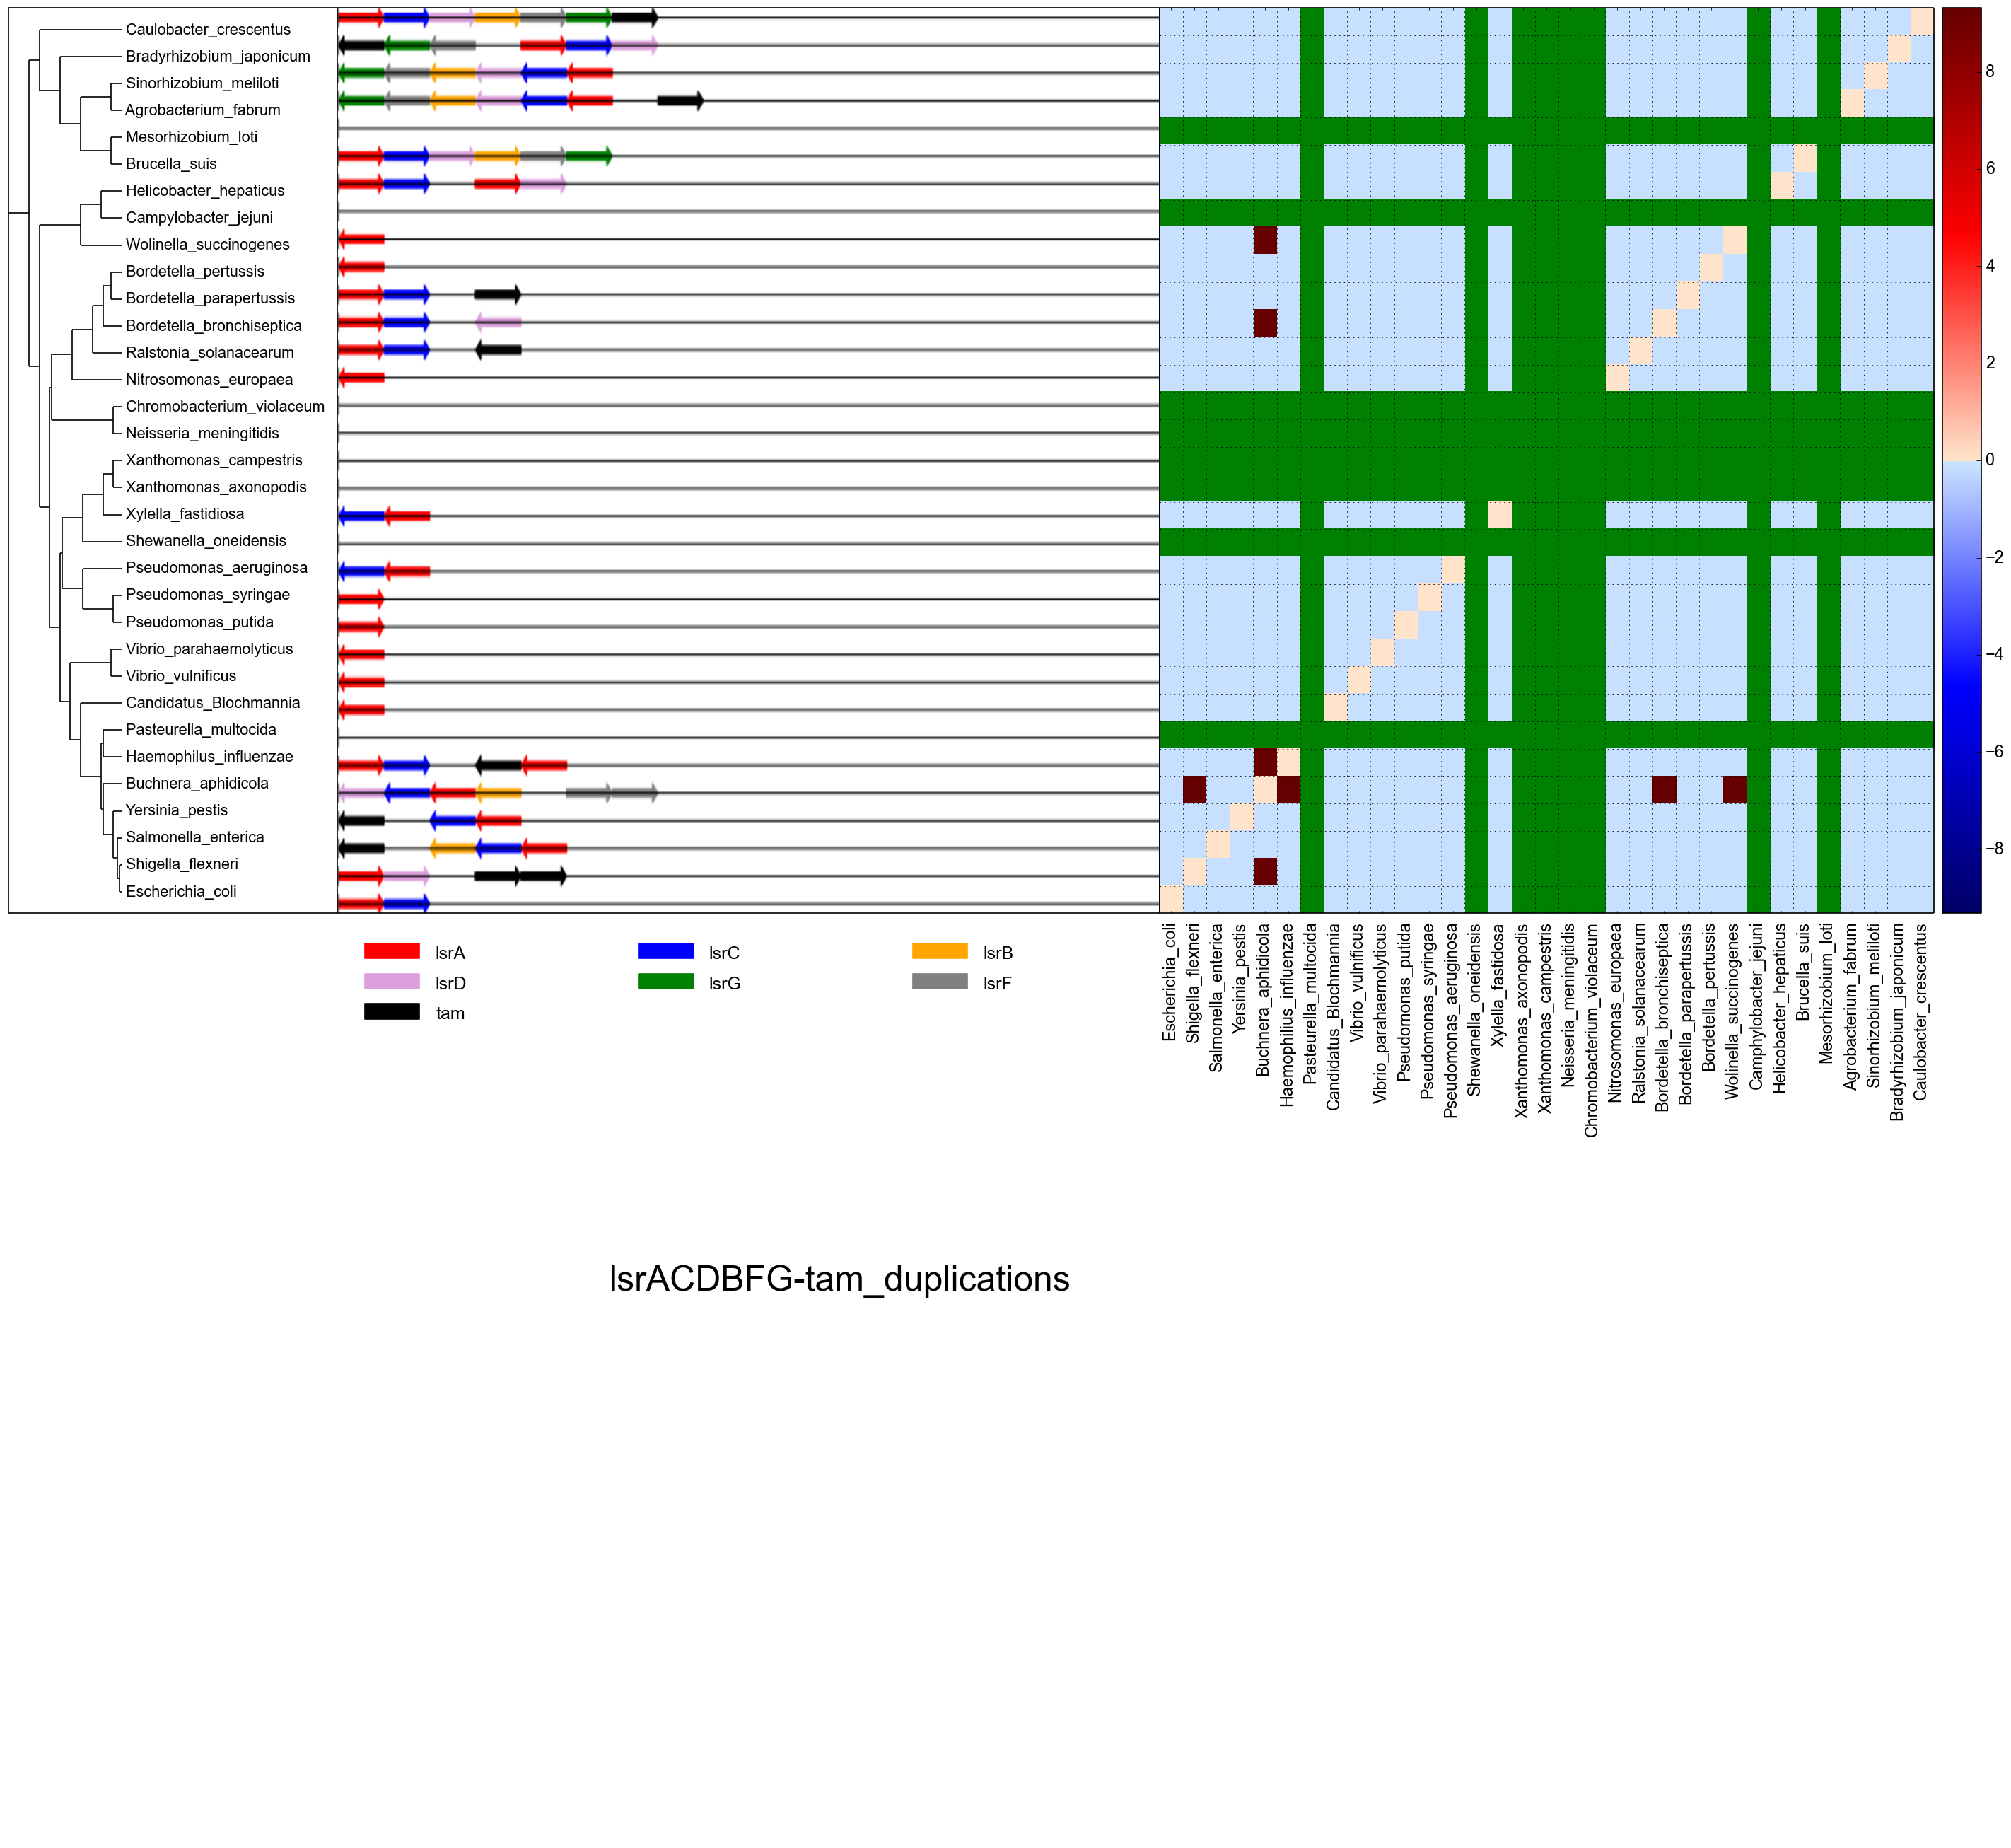 Caulobacter_crescentus
Bradyrhizobium_japonicum
Sinorhizobium_meliloti
Agrobacterium_fabrum
Mesorhizobium_loti
Brucella_suis
Helicobacter_hepaticus
Campylobacter_jejuni
Wolinella_succinogenes
Bordetella_pertussis
Bordetella_parapertussis
Bordetella_bronchiseptica
Ralstonia_solanacearum
Nitrosomonas_europaea
Chromobacterium_violaceum
Neisseria_meningitidis
Xanthomonas_campestris
Xanthomonas_axonopodis
Xylella_fastidiosa
Shewanella_oneidensis
Pseudomonas_aeruginosa
Pseudomonas_syringae
Pseudomonas_putida
Vibrio_parahaemolyticus
Vibrio_vulnificus
Candidatus_Blochmannia
Pasteurella_multocida
Haemophilus_influenzae
Buchnera_aphidicola
Yersinia_pestis
Salmonella_enterica
Shigella_flexneri
Escherichia_coli
8
6
4
2
0
−2
−4
−6
−8
Escherichia_coli
Shigella_flexneri
Salmonella_enterica
Yersinia_pestis
Buchnera_aphidicola
Haemophilius_influenzae
Pasteurella_multocida
Candidatus_Blochmannia
Vibrio_vulnificus
Vibrio_parahaemolyticus
Pseudomonas_putida
Pseudomonas_syringae
Pseudomonas_aeruginosa
Shewanella_oneidensis
Xylella_fastidosa
Xanthomonas_axonopodis
Xanthomonas_campestris
Neisseria_meningitidis
Chromobacterium_violaceum
Nitrosomonas_europaea
Ralstonia_solanacearum
Bordetella_bronchiseptica
Bordetella_parapertussis
Bordetella_pertussis
Wolinella_succinogenes
Camphylobacter_jejuni
Helicobacter_hepaticus
Brucella_suis
Mesorhizobium_loti
Agrobacterium_fabrum
Sinorhizobium_meliloti
Bradyrhizobium_japonicum
Caulobacter_crescentus
lsrA lsrC lsrB
lsrD lsrG lsrF
tam
lsrACDBFG-tam_duplications